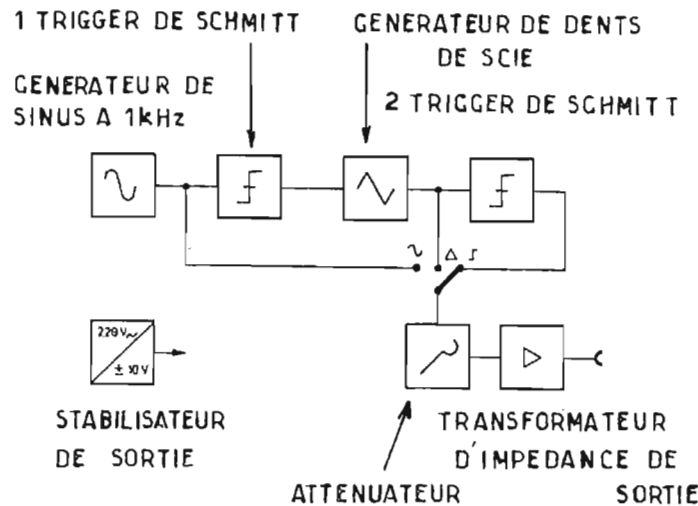 1 TRIGGER DE SCHMITT
GENERATEUR DE DENTS
DE SCIE
GENERATEUR DE
SINUS A 1kHz
2 TRIGGER DE SCHMITT
220V~
± 10 V
STABILISATEUR
DE SORTIE
TRANSFORMATEUR
D'IMPEDANCE DE
SORTIE
ATTENUATEUR